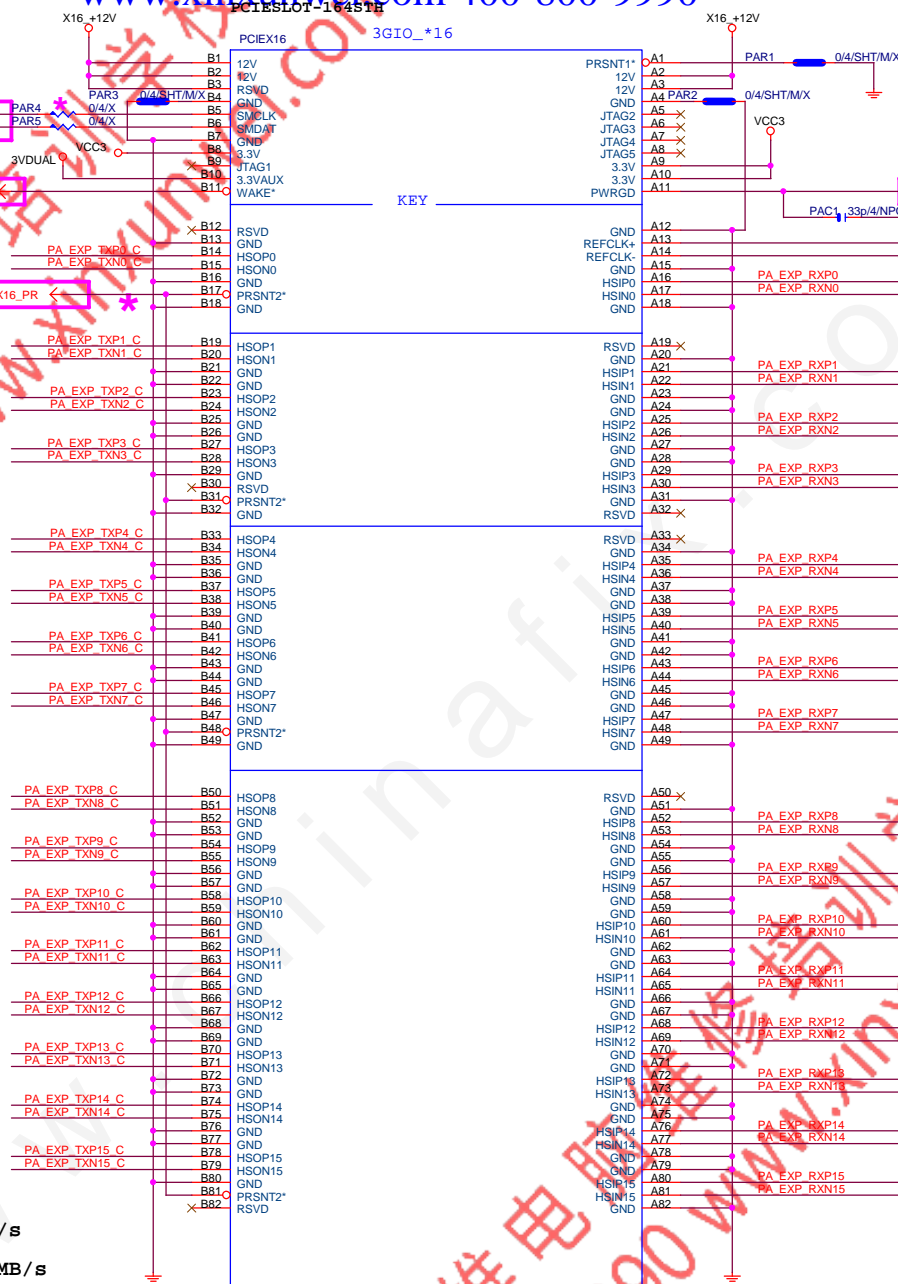 PCIESLOT-164STH
X16_+12V
X16_+12V
PCIEX16
3GIO_*16
PAR1 0/4/SHT/M/X
PAR2 0/4/SHT/M/X
PAR3 0/4/SHT/M/X
PAR4 0/4/X
PAR5 0/4/X
VCC3
VCC3
3VDUAL
PAC1 33p/4/NPO
X16_PR
KEY
B1 12V PRSNT1* A1
B2 12V 12V A2
B3 RSVD 12V A3
B4 GND GND A4
B5 SMCLK JTAG2 A5
B6 SMDAT JTAG3 A6
B7 GND JTAG4 A7
B8 3.3V JTAG5 A8
B9 JTAG1 3.3V A9
B10 3.3VAUX 3.3V A10
B11 WAKE* PWRGD A11
B12 RSVD GND A12
B13 GND REFCLK+ A13
PA_EXP_TXP0_C B14 HSOP0 REFCLK- A14
PA_EXP_TXN0_C B15 HSON0 GND A15
B16 GND HSIP0 A16 PA_EXP_RXP0
B17 PRSNT2* HSIN0 A17 PA_EXP_RXN0
B18 GND GND A18
PA_EXP_TXP1_C B19 HSOP1 RSVD A19
PA_EXP_TXN1_C B20 HSON1 GND A20
B21 GND HSIP1 A21 PA_EXP_RXP1
B22 GND HSIN1 A22 PA_EXP_RXN1
PA_EXP_TXP2_C B23 HSOP2 GND A23
PA_EXP_TXN2_C B24 HSON2 GND A24
B25 GND HSIP2 A25 PA_EXP_RXP2
B26 GND HSIN2 A26 PA_EXP_RXN2
PA_EXP_TXP3_C B27 HSOP3 GND A27
PA_EXP_TXN3_C B28 HSON3 GND A28
B29 GND HSIP3 A29 PA_EXP_RXP3
B30 RSVD HSIN3 A30 PA_EXP_RXN3
B31 PRSNT2* GND A31
B32 GND RSVD A32
PA_EXP_TXP4_C B33 HSOP4 RSVD A33
PA_EXP_TXN4_C B34 HSON4 GND A34
B35 GND HSIP4 A35 PA_EXP_RXP4
B36 GND HSIN4 A36 PA_EXP_RXN4
PA_EXP_TXP5_C B37 HSOP5 GND A37
PA_EXP_TXN5_C B38 HSON5 GND A38
B39 GND HSIP5 A39 PA_EXP_RXP5
B40 GND HSIN5 A40 PA_EXP_RXN5
PA_EXP_TXP6_C B41 HSOP6 GND A41
PA_EXP_TXN6_C B42 HSON6 GND A42
B43 GND HSIP6 A43 PA_EXP_RXP6
B44 GND HSIN6 A44 PA_EXP_RXN6
PA_EXP_TXP7_C B45 HSOP7 GND A45
PA_EXP_TXN7_C B46 HSON7 GND A46
B47 GND HSIP7 A47 PA_EXP_RXP7
B48 PRSNT2* HSIN7 A48 PA_EXP_RXN7
B49 GND GND A49
PA_EXP_TXP8_C B50 HSOP8 RSVD A50
PA_EXP_TXN8_C B51 HSON8 GND A51
B52 GND HSIP8 A52 PA_EXP_RXP8
B53 GND HSIN8 A53 PA_EXP_RXN8
PA_EXP_TXP9_C B54 HSOP9 GND A54
PA_EXP_TXN9_C B55 HSON9 GND A55
B56 GND HSIP9 A56 PA_EXP_RXP9
B57 GND HSIN9 A57 PA_EXP_RXN9
PA_EXP_TXP10_C B58 HSOP10 GND A58
PA_EXP_TXN10_C B59 HSON10 GND A59
B60 GND HSIP10 A60 PA_EXP_RXP10
B61 GND HSIN10 A61 PA_EXP_RXN10
PA_EXP_TXP11_C B62 HSOP11 GND A62
PA_EXP_TXN11_C B63 HSON11 GND A63
B64 GND HSIP11 A64 PA_EXP_RXP11
B65 GND HSIN11 A65 PA_EXP_RXN11
PA_EXP_TXP12_C B66 HSOP12 GND A66
PA_EXP_TXN12_C B67 HSON12 GND A67
B68 GND HSIP12 A68 PA_EXP_RXP12
B69 GND HSIN12 A69 PA_EXP_RXN12
PA_EXP_TXP13_C B70 HSOP13 GND A70
PA_EXP_TXN13_C B71 HSON13 GND A71
B72 GND HSIP13 A72 PA_EXP_RXP13
B73 GND HSIN13 A73 PA_EXP_RXN13
PA_EXP_TXP14_C B74 HSOP14 GND A74
PA_EXP_TXN14_C B75 HSON14 GND A75
B76 GND HSIP14 A76 PA_EXP_RXP14
B77 GND HSIN14 A77 PA_EXP_RXN14
PA_EXP_TXP15_C B78 HSOP15 GND A78
PA_EXP_TXN15_C B79 HSON15 GND A79
B80 GND HSIP15 A80 PA_EXP_RXP15
B81 PRSNT2* HSIN15 A81 PA_EXP_RXN15
B82 RSVD GND A82
/s
MB/s